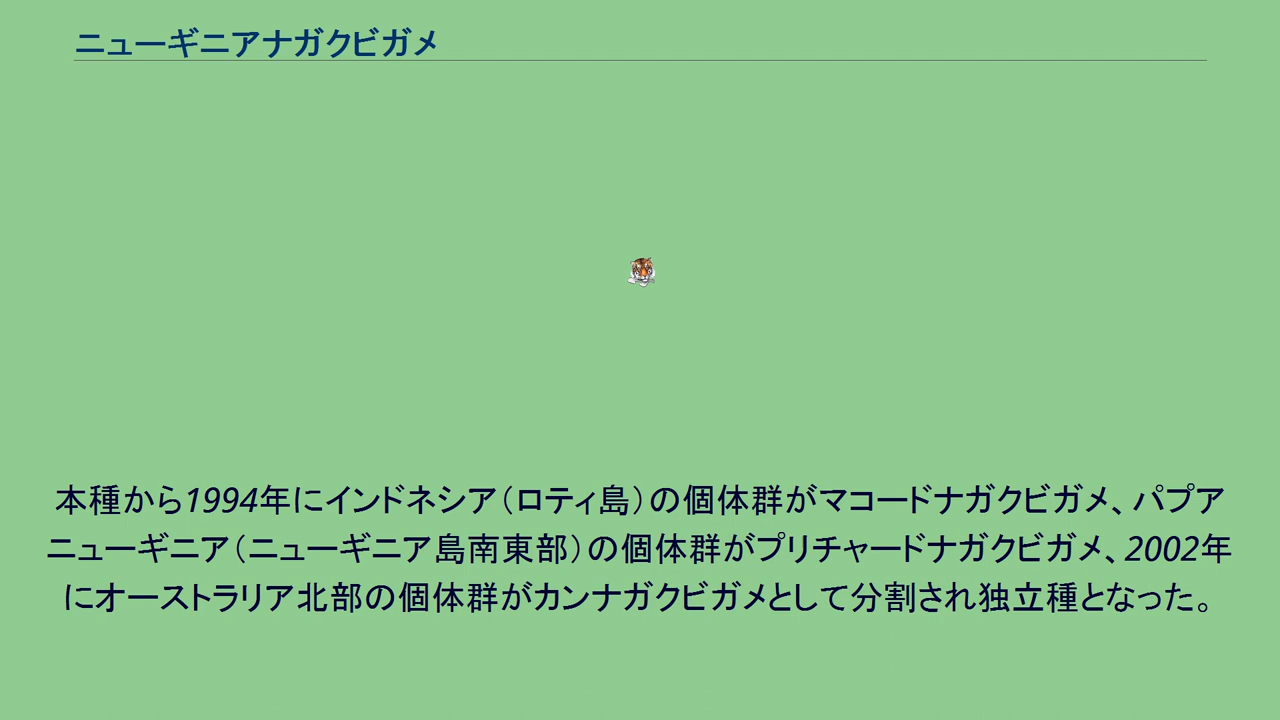 ニューギニアナガクビガメ
本種から1994年にインドネシア（ロティ島）の個体群がマコードナガクビガメ、パプア
ニューギニア（ニューギニア島南東部）の個体群がプリチャードナガクビガメ、2002年
にオーストラリア北部の個体群がカンナガクビガメとして分割され独立種となった。